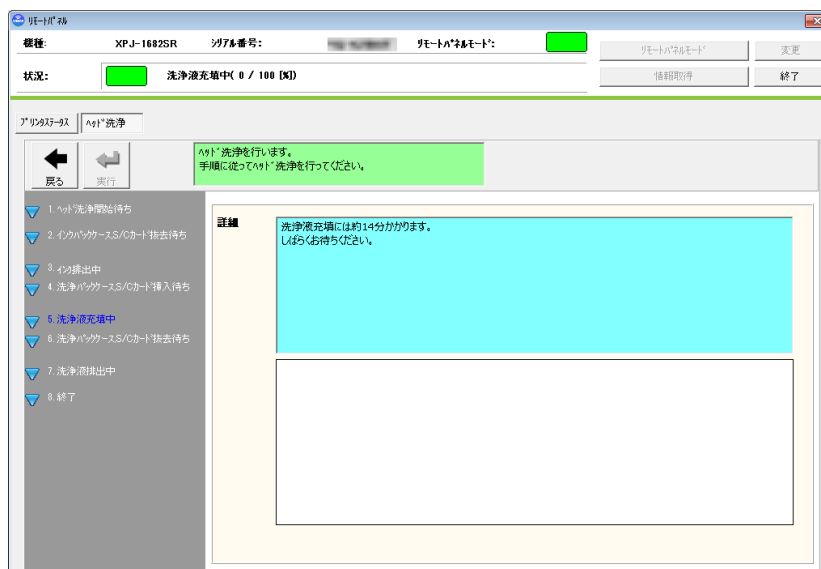 ﾘﾓｰﾄﾊﾟﾈﾙ
機種: XPJ-1682SR ｼﾘｱﾙ番号: ﾘﾓｰﾄﾊﾟﾈﾙﾓｰﾄﾞ:
ﾘﾓｰﾄﾊﾟﾈﾙﾓｰﾄﾞ 変更
状況: 洗浄液充填中( 0 / 100 [%])
情報取得 終了
ﾌﾟﾘﾝﾀｽﾃｰﾀｽ ﾍｯﾄﾞ洗浄
戻る 実行
ﾍｯﾄﾞ洗浄を行います。
手順に従ってﾍｯﾄﾞ洗浄を行ってください。
1. ﾍｯﾄﾞ洗浄開始待ち
2. ｲﾝｸﾊﾟｯｸｹｰｽ,S/Cｶｰﾄﾞ抜去待ち
3. ｲﾝｸ排出中
4. 洗浄ﾊﾟｯｸｹｰｽ,S/Cｶｰﾄﾞ挿入待ち
5. 洗浄液充填中
6. 洗浄ﾊﾟｯｸｹｰｽ,S/Cｶｰﾄﾞ抜去待ち
7. 洗浄液排出中
8. 終了
詳細
洗浄液充填には約14分かかります。
しばらくお待ちください。